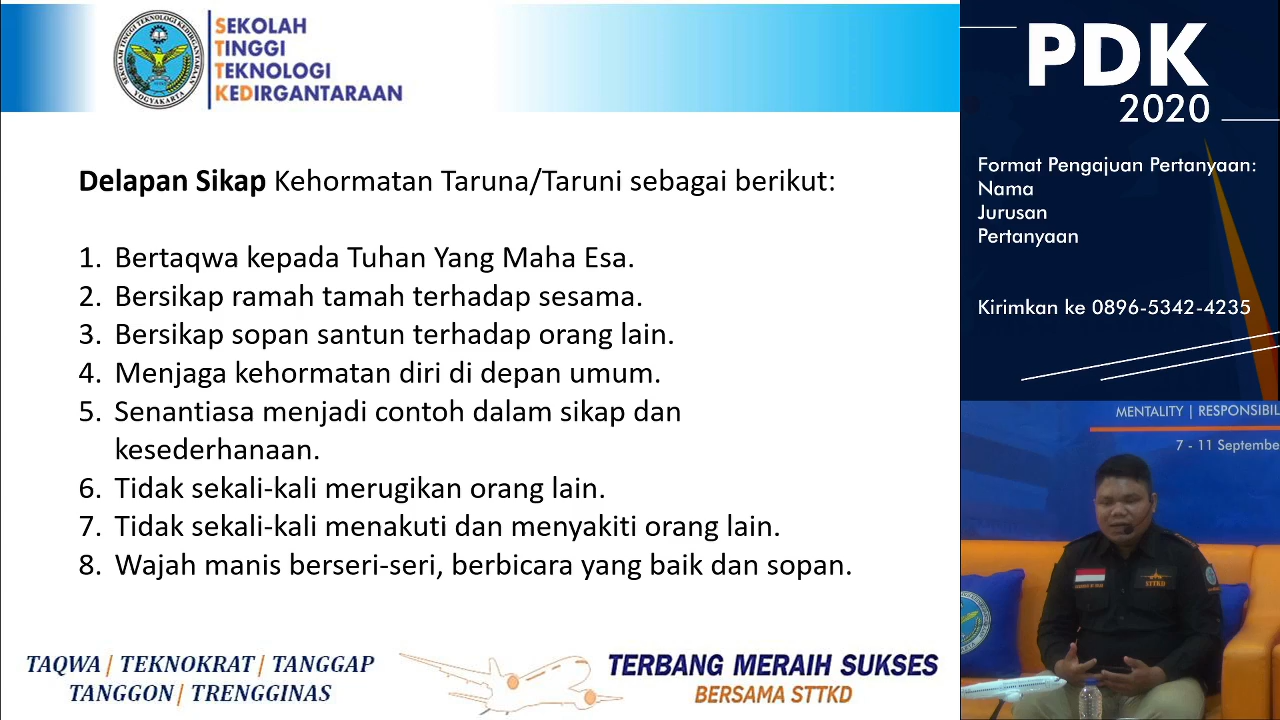 SEKOLAH
TINGGI
TEKNOLOGI
KEDIRGANTARAAN
SEKOLAH TINGGI TEKNOLOGI KEDIRGANTARAAN
YOGYAKARTA
Delapan Sikap Kehormatan Taruna/Taruni sebagai berikut:
1. Bertaqwa kepada Tuhan Yang Maha Esa.
2. Bersikap ramah tamah terhadap sesama.
3. Bersikap sopan santun terhadap orang lain.
4. Menjaga kehormatan diri di depan umum.
5. Senantiasa menjadi contoh dalam sikap dan
kesederhanaan.
6. Tidak sekali-kali merugikan orang lain.
7. Tidak sekali-kali menakuti dan menyakiti orang lain.
8. Wajah manis berseri-seri, berbicara yang baik dan sopan.
TAQWA | TEKNOKRAT | TANGGAP
TANGGON | TRENGGINAS
TERBANG MERAIH SUKSES
BERSAMA STTKD
PDK
2020
Format Pengajuan Pertanyaan:
Nama
Jurusan
Pertanyaan
Kirimkan ke 0896-5342-4235
MENTALITY | RESPONSIBIL
7 - 11 Septembe
STTKD